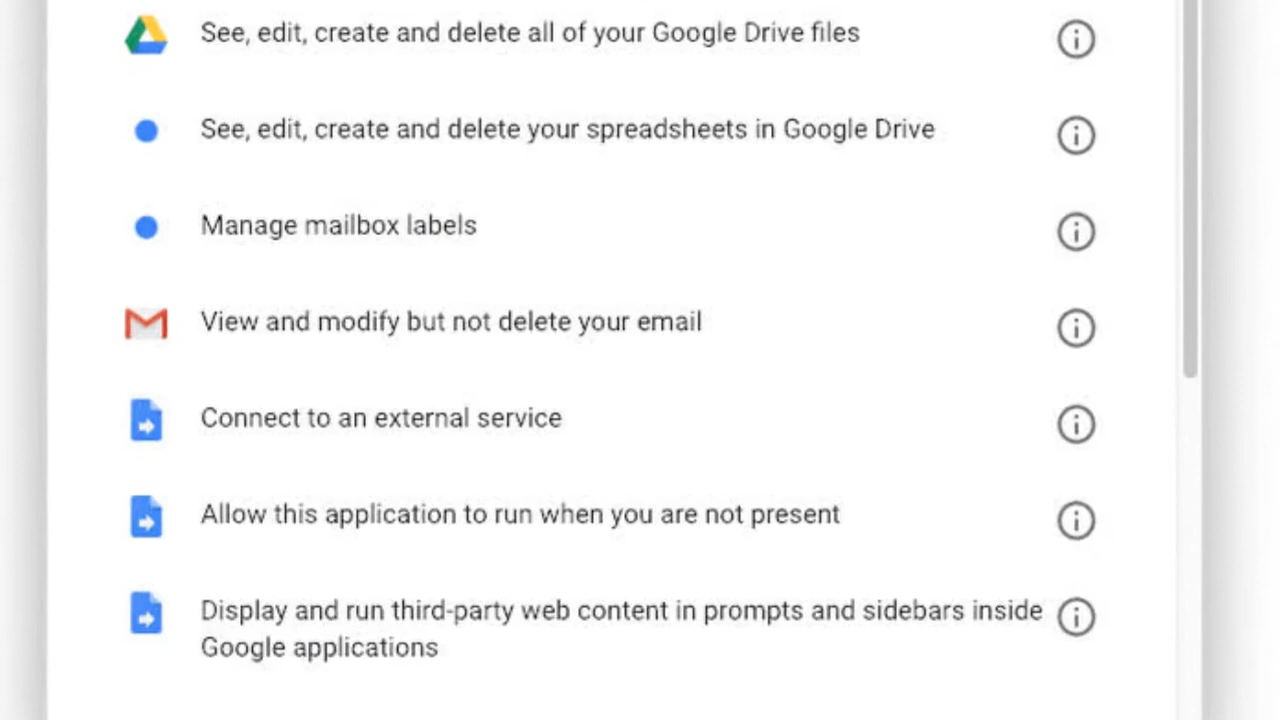 See, edit, create and delete all of your Google Drive files
See, edit, create and delete your spreadsheets in Google Drive
Manage mailbox labels
View and modify but not delete your email
Connect to an external service
Allow this application to run when you are not present
Display and run third-party web content in prompts and sidebars inside
Google applications